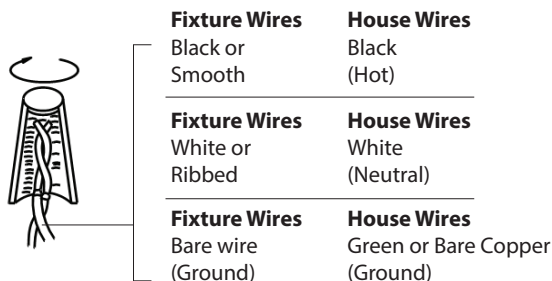 Fixture Wires House Wires
Black or Black
Smooth (Hot)
Fixture Wires House Wires
White or White
Ribbed (Neutral)
Fixture Wires House Wires
Bare wire Green or Bare Copper
(Ground) (Ground)